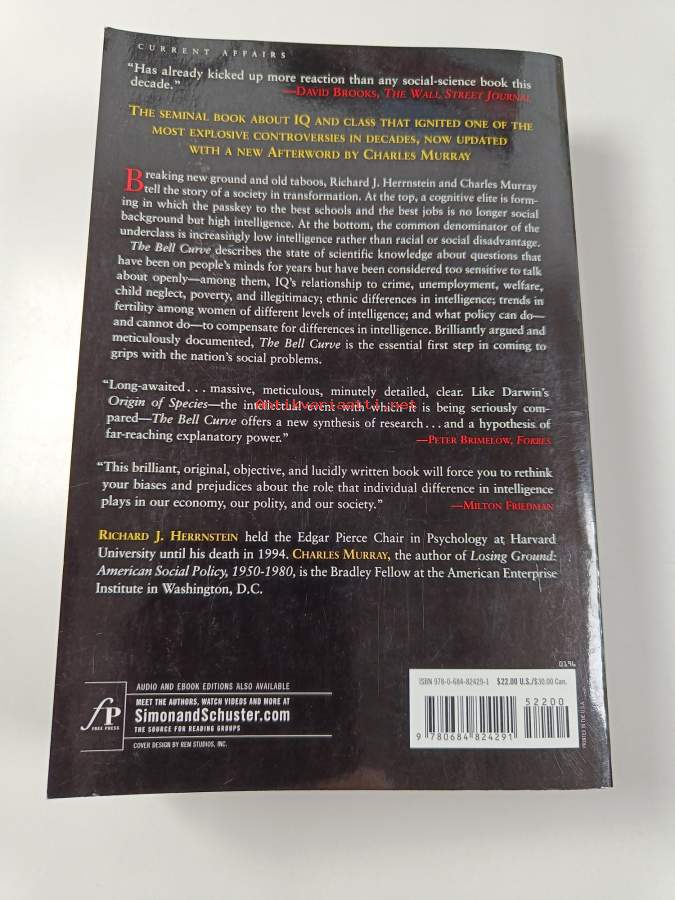 CURRENT AFFAIRS
“Has already kicked up more reaction than any social-science book this
decade.”
—DAVID BROOKS, THE WALL STREET JOURNAL
THE SEMINAL BOOK ABOUT IQ AND CLASS THAT IGNITED ONE OF THE
MOST EXPLOSIVE CONTROVERSIES IN DECADES, NOW UPDATED
WITH A NEW AFTERWORD BY CHARLES MURRAY
Breaking new ground and old taboos, Richard J. Herrnstein and Charles Murray
tell the story of a society in transformation. At the top, a cognitive elite is form-
ing in which the passkey to the best schools and the best jobs is no longer social
background but high intelligence. At the bottom, the common denominator of the
underclass is increasingly low intelligence rather than racial or social disadvantage.
The Bell Curve describes the state of scientific knowledge about questions that
have been on people’s minds for years but have been considered too sensitive to talk
about openly—among them, IQ’s relationship to crime, unemployment, welfare,
child neglect, poverty, and illegitimacy; ethnic differences in intelligence; trends in
fertility among women of different levels of intelligence; and what policy can do—
and cannot do—to compensate for differences in intelligence. Brilliantly argued and
meticulously documented, The Bell Curve is the essential first step in coming to
grips with the nation’s social problems.
“Long-awaited . . . massive, meticulous, minutely detailed, clear. Like Darwin’s
Origin of Species—the intellectual event with which it is being seriously com-
pared—The Bell Curve offers a new synthesis of research . . . and a hypothesis of
far-reaching explanatory power.”
—PETER BRIMELOW, FORBES
Antikvariaatti.net
“This brilliant, original, objective, and lucidly written book will force you to rethink
your biases and prejudices about the role that individual difference in intelligence
plays in our economy, our polity, and our society.”
—MILTON FRIEDMAN
RICHARD J. HERRNSTEIN held the Edgar Pierce Chair in Psychology at Harvard
University until his death in 1994. CHARLES MURRAY, the author of Losing Ground:
American Social Policy, 1950-1980, is the Bradley Fellow at the American Enterprise
Institute in Washington, D.C.
0196
fP
FREE PRESS
AUDIO AND EBOOK EDITIONS ALSO AVAILABLE
MEET THE AUTHORS, WATCH VIDEOS AND MORE AT
SimonandSchuster.com
THE SOURCE FOR READING GROUPS
COVER DESIGN BY REM STUDIOS, INC.
ISBN 978-0-684-82429-1 $22.00 U.S./$30.00 Can.
52200
9 780684 824291
PRINTED IN THE U.S.A.